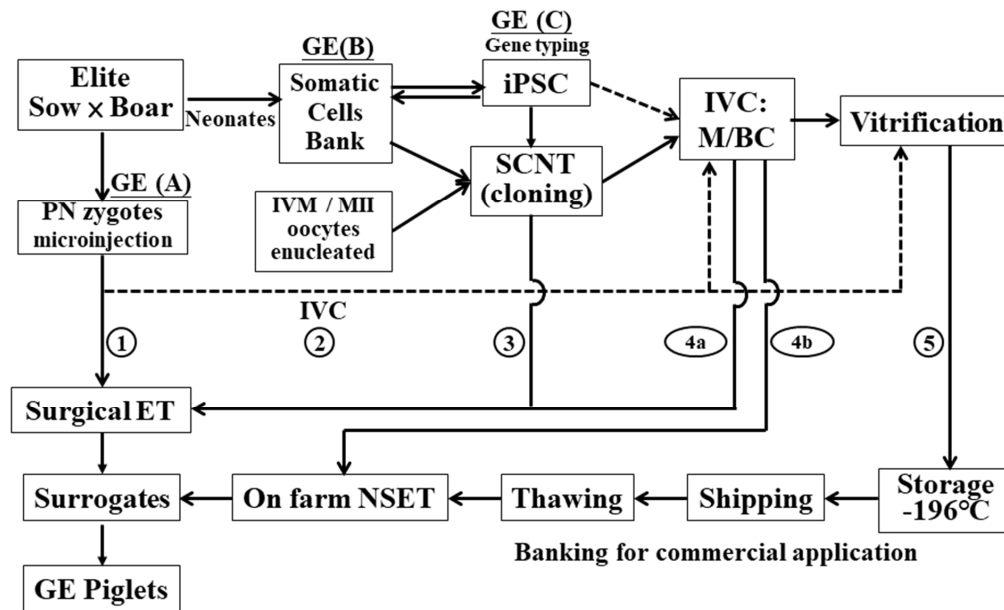 Elite
Sow × Boar
Neonates
GE(B)
Somatic
Cells
Bank
GE (C)
Gene typing
iPSC
IVC:
M/BC
Vitrification
GE (A)
PN zygotes
microinjection
IVM / MII
oocytes
enucleated
SCNT
(cloning)
IVC
1
2
3
4a
4b
5
Surgical ET
Surrogates
On farm NSET
Thawing
Shipping
Storage
-196°C
Banking for commercial application
GE Piglets